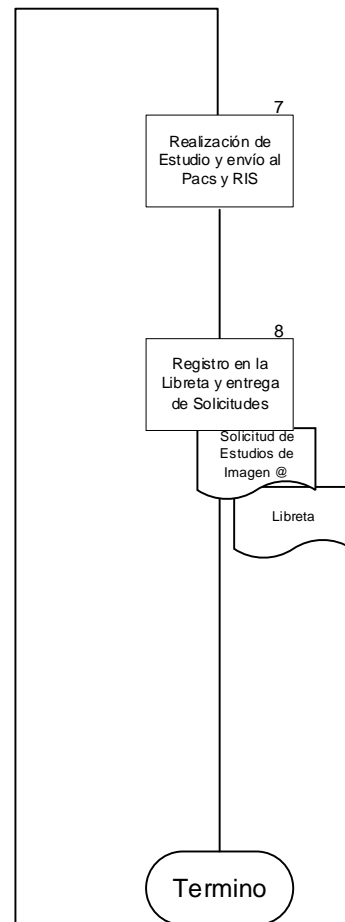 7
Realización de
Estudio y envío al
Pacs y RIS
8
Registro en la
Libreta y entrega
de Solicitudes
Solicitud de
Estudios de
Imagen @
Libreta
Termino